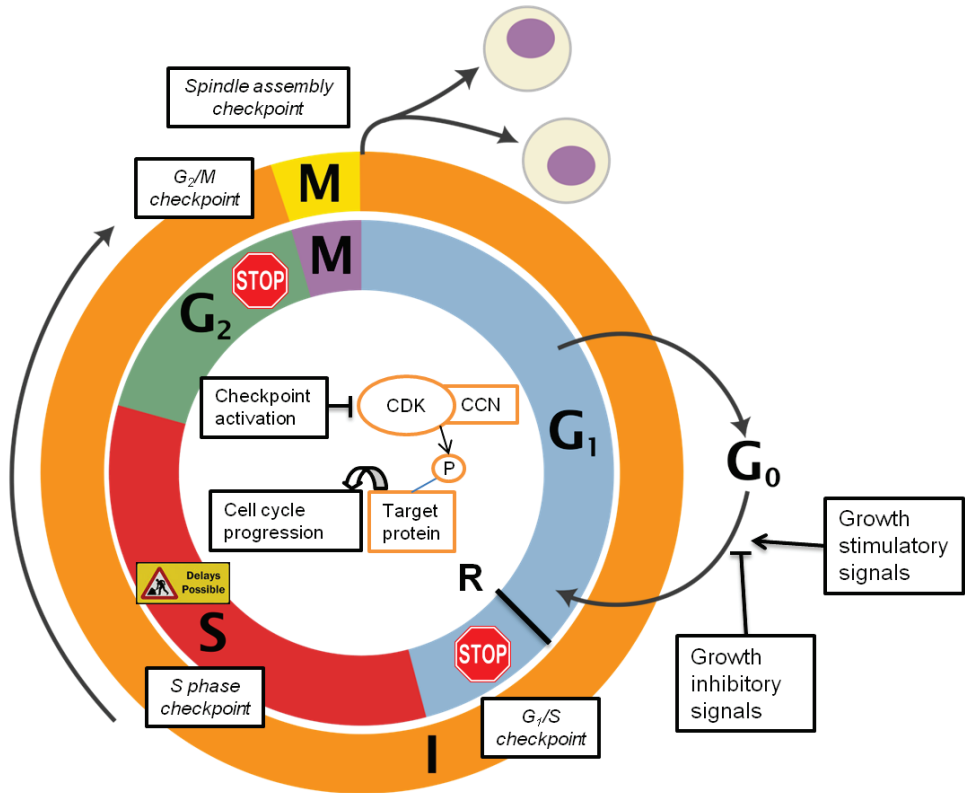 Spindle assembly
checkpoint
G₂/M
checkpoint
M
M
STOP
G₂
Checkpoint
activation
CDK
CCN
G₁
P
G₀
Cell cycle
progression
Target
protein
Growth
stimulatory
signals
R
Delays
Possible
S
STOP
Growth
inhibitory
signals
S phase
checkpoint
G₁/S
checkpoint
I